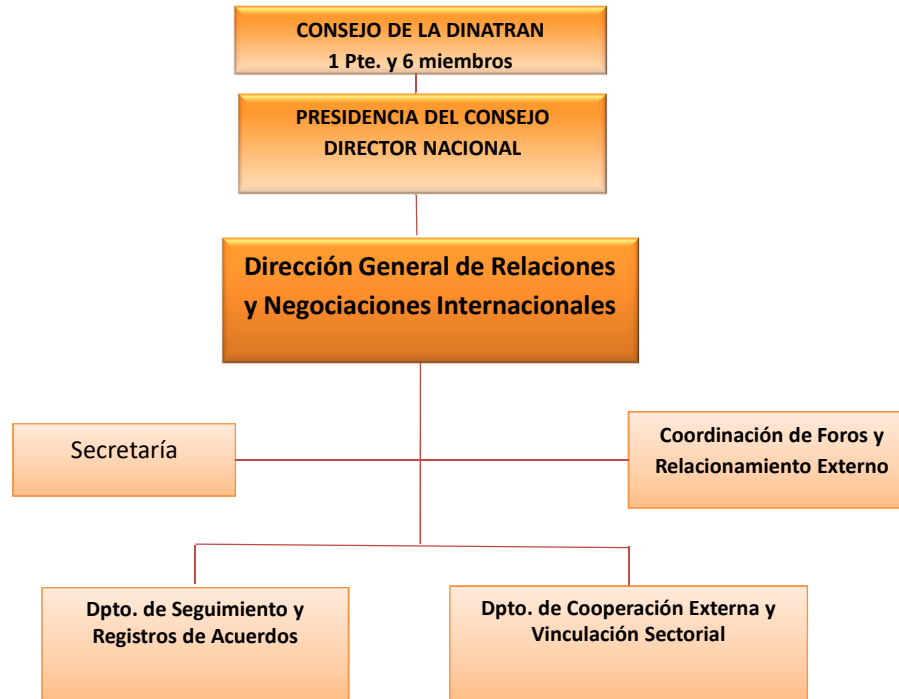 CONSEJO DE LA DINATRAN
1 Pte. y 6 miembros
PRESIDENCIA DEL CONSEJO
DIRECTOR NACIONAL
Dirección General de Relaciones
y Negociaciones Internacionales
Secretaría
Coordinación de Foros y
Relacionamiento Externo
Dpto. de Seguimiento y
Registros de Acuerdos
Dpto. de Cooperación Externa y
Vinculación Sectorial